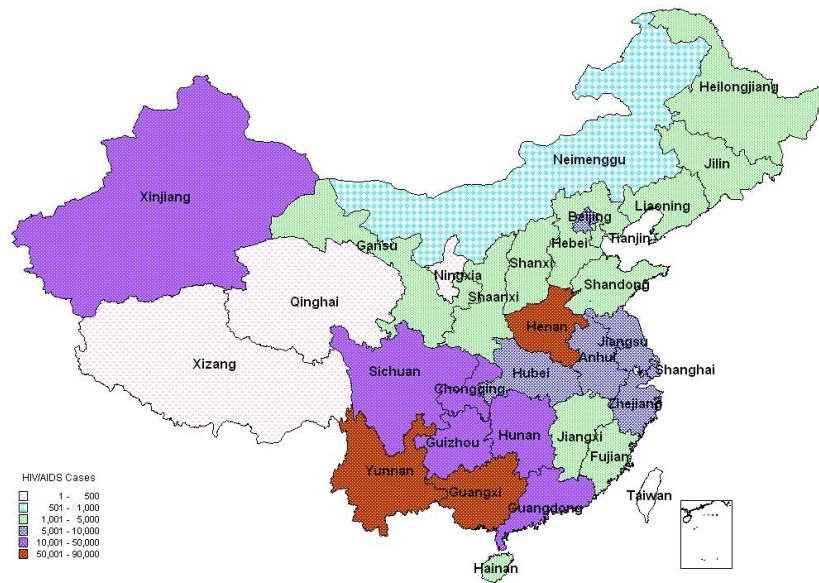 Heilongjiang
Jilin
Neimenggu
Xinjiang
Liaoning
Beijing
Tianjin
Hebei
Gansu
Shanxi
Ningxia
Shandong
Shaanxi
Qinghai
Henan
Jiangsu
Anhui
Xizang
Sichuan
Hubei
Shanghai
Chongqing
Zhejiang
Guizhou
Hunan
Jiangxi
Fujian
Yunnan
Guangxi
Guangdong
Taiwan
Hainan
HIV/AIDS Cases
1 - 500
501 - 1,000
1,001 - 5,000
5,001 - 10,000
10,001 - 50,000
50,001 - 90,000